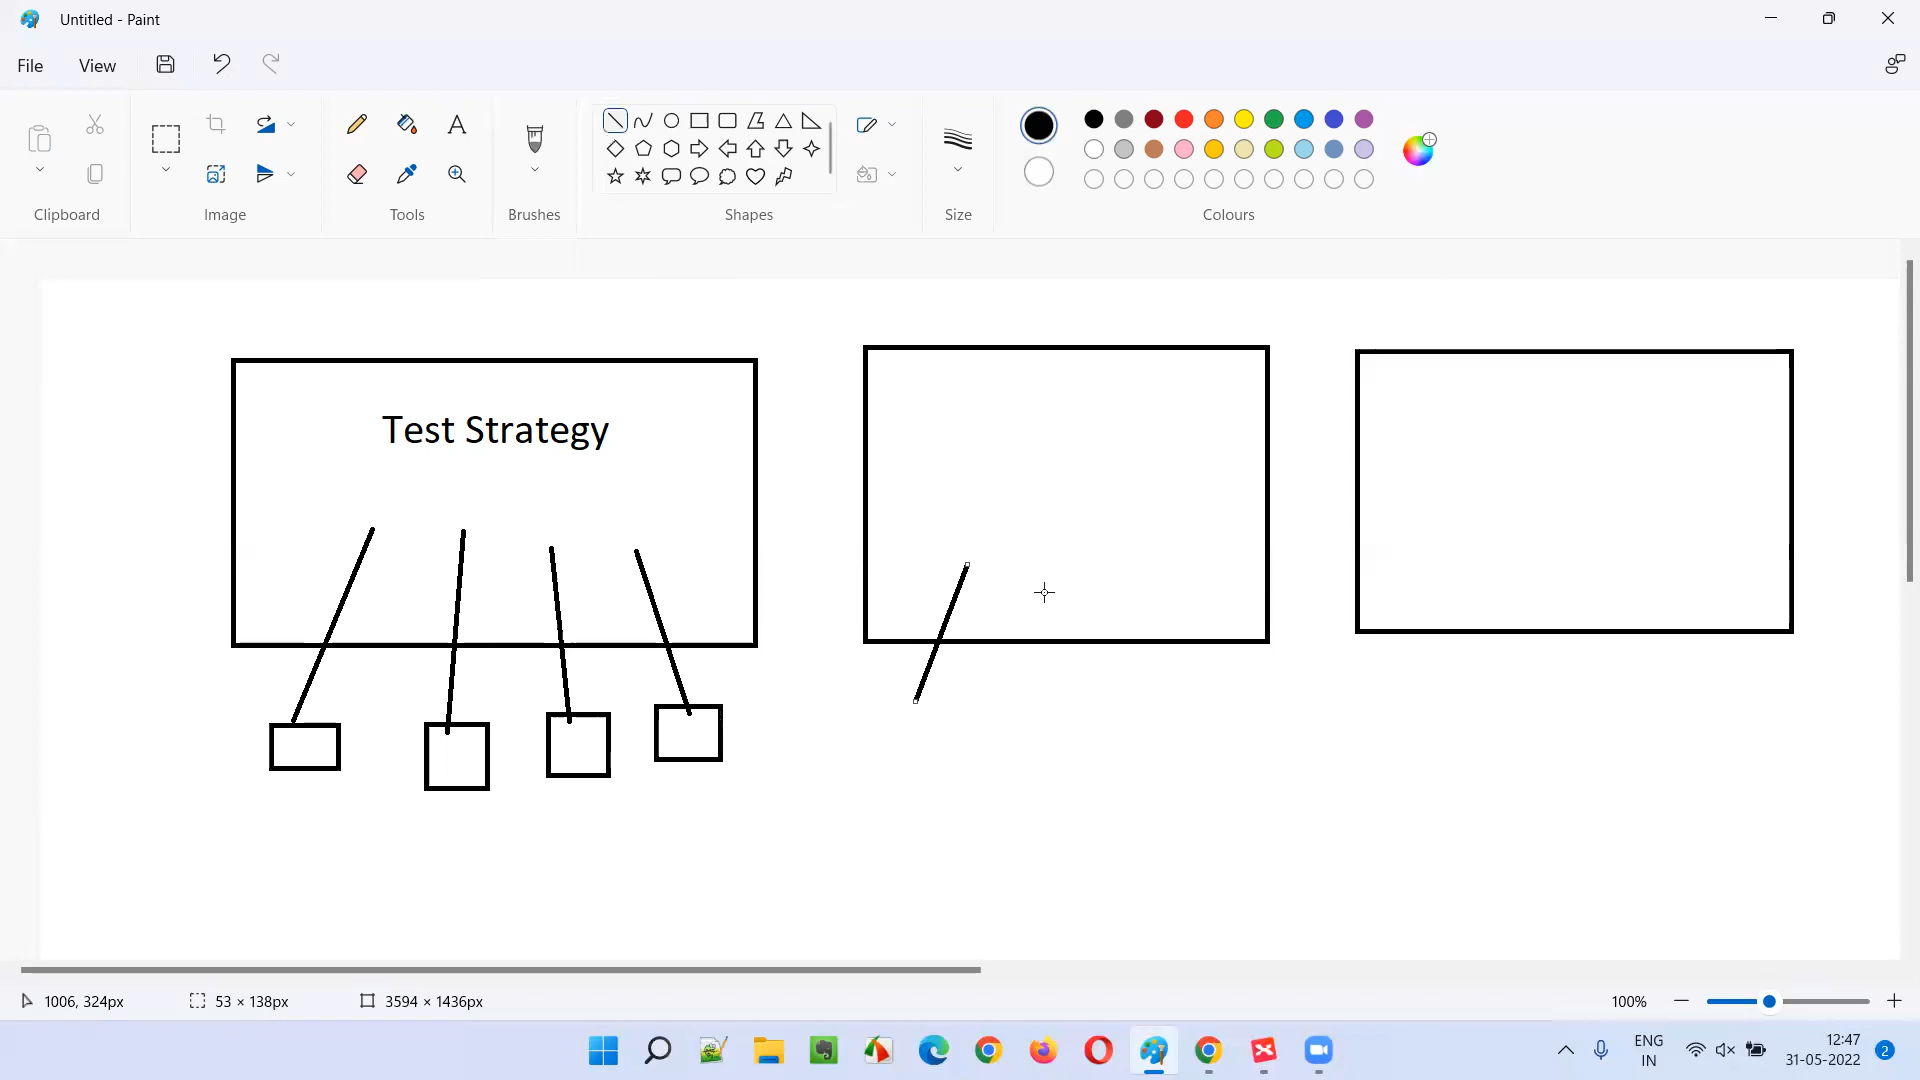 Untitled - Paint
File View
Clipboard
Image
Tools
Brushes
Shapes
Size
Colours
Test Strategy
1006, 324px
53 × 138px
3594 × 1436px
100%
ENG
IN
12:47
31-05-2022
2